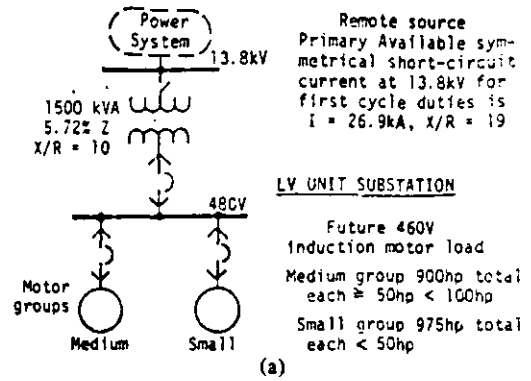 Power
System
13.8kV
1500 kVA
5.72% Z
X/R = 10
480V
Motor
groups
Medium
Small
Remote source
Primary Available sym-
metrical short-circuit
current at 13.8kV for
first cycle duties is
I = 26.9kA, X/R = 19
LV UNIT SUBSTATION
Future 460V
induction motor load
Medium group 900hp total
each ≥ 50hp < 100hp
Small group 975hp total
each < 50hp
(a)